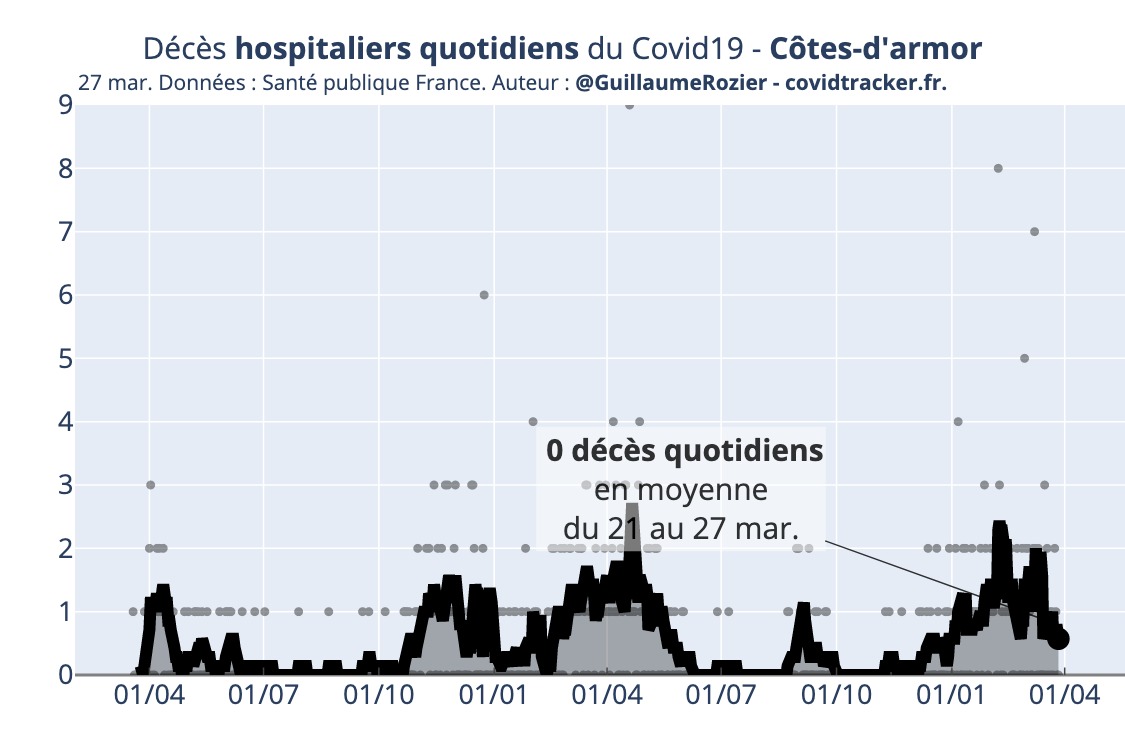 Décès hospitaliers quotidiens du Covid19 - Côtes-d'armor
27 mar. Données : Santé publique France. Auteur : @GuillaumeRozier - covidtracker.fr.
9
8
7
6
5
4
3
2
1
0
0 décès quotidiens
en moyenne
du 21 au 27 mar.
01/04 01/07 01/10 01/01 01/04 01/07 01/10 01/01 01/04